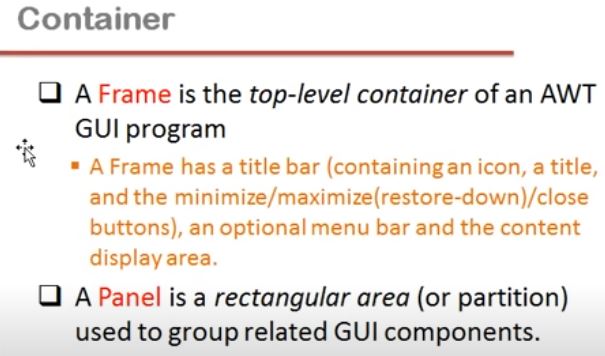 Container
A Frame is the top-level container of an AWT
GUI program
A Frame has a title bar (containing an icon, a title,
and the minimize/maximize(restore-down)/close
buttons), an optional menu bar and the content
display area.
A Panel is a rectangular area (or partition)
used to group related GUI components.